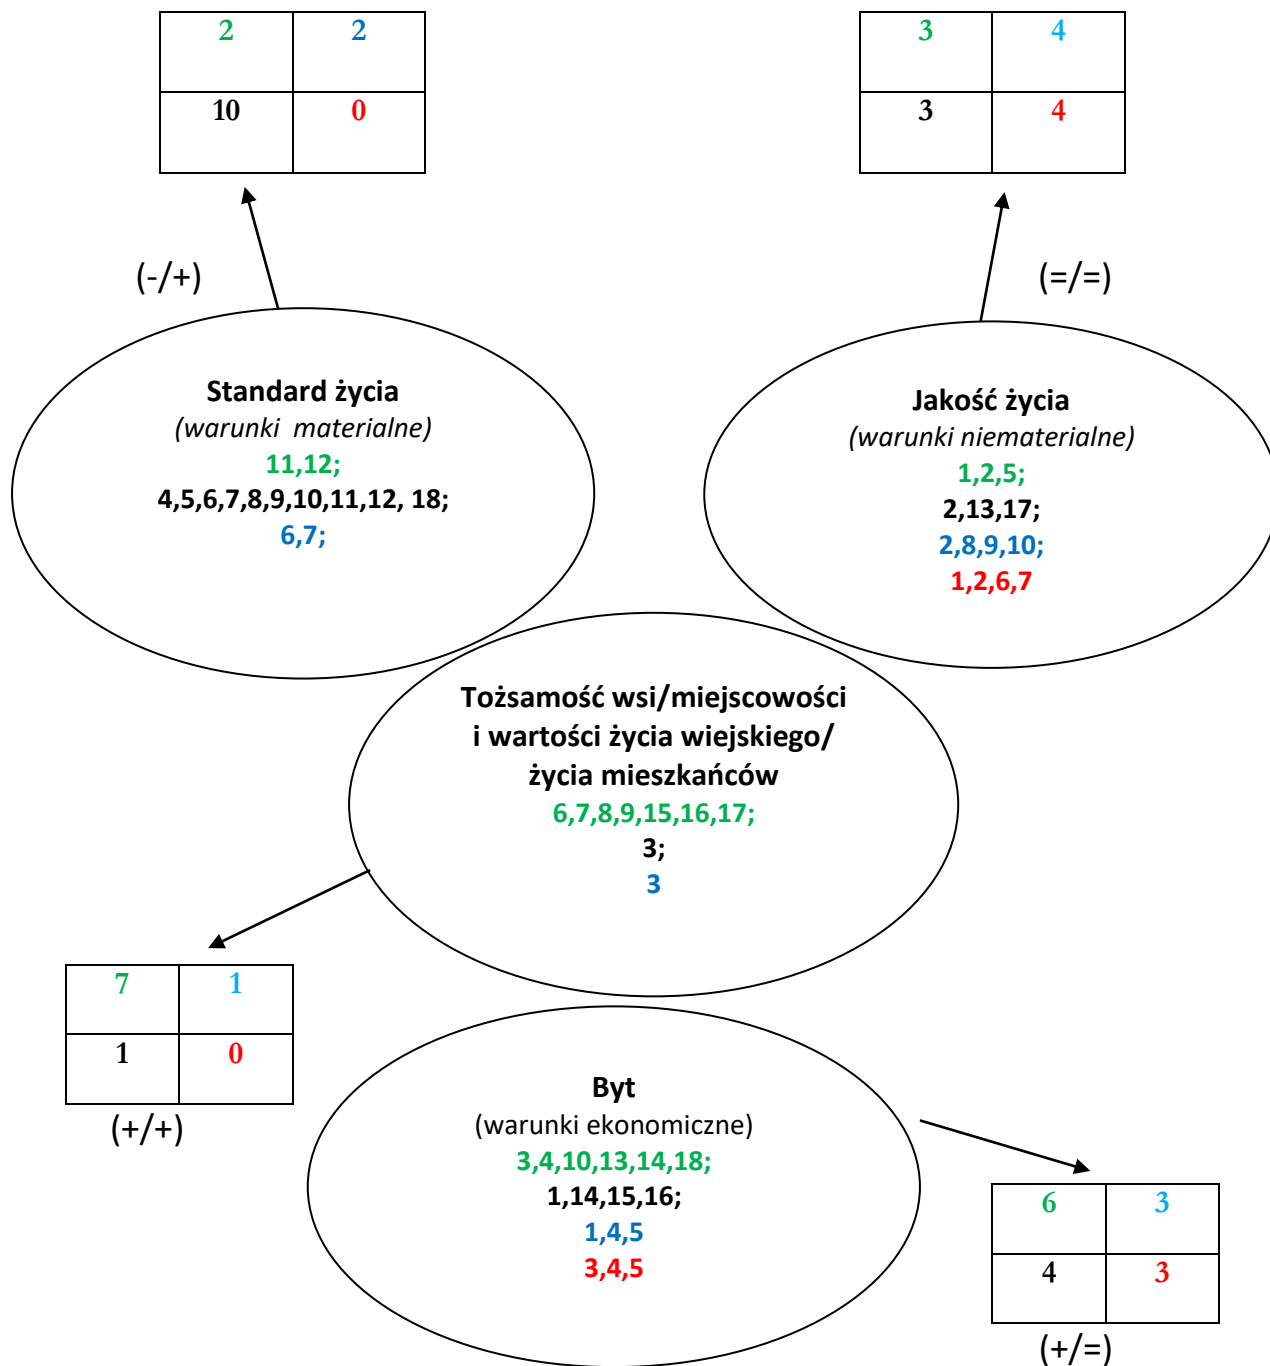 2 2
10 0
3 4
3 4
(-/+)
(=/=)
Standard życia
(warunki materialne)
11,12;
4,5,6,7,8,9,10,11,12, 18;
6,7;
Jakość życia
(warunki niematerialne)
1,2,5;
2,13,17;
2,8,9,10;
1,2,6,7
Tożsamość wsi/miejscowości
i wartości życia wiejskiego/
życia mieszkańców
6,7,8,9,15,16,17;
3;
3
7 1
1 0
(+/+)
Byt
(warunki ekonomiczne)
3,4,10,13,14,18;
1,14,15,16;
1,4,5
3,4,5
6 3
4 3
(+/=)